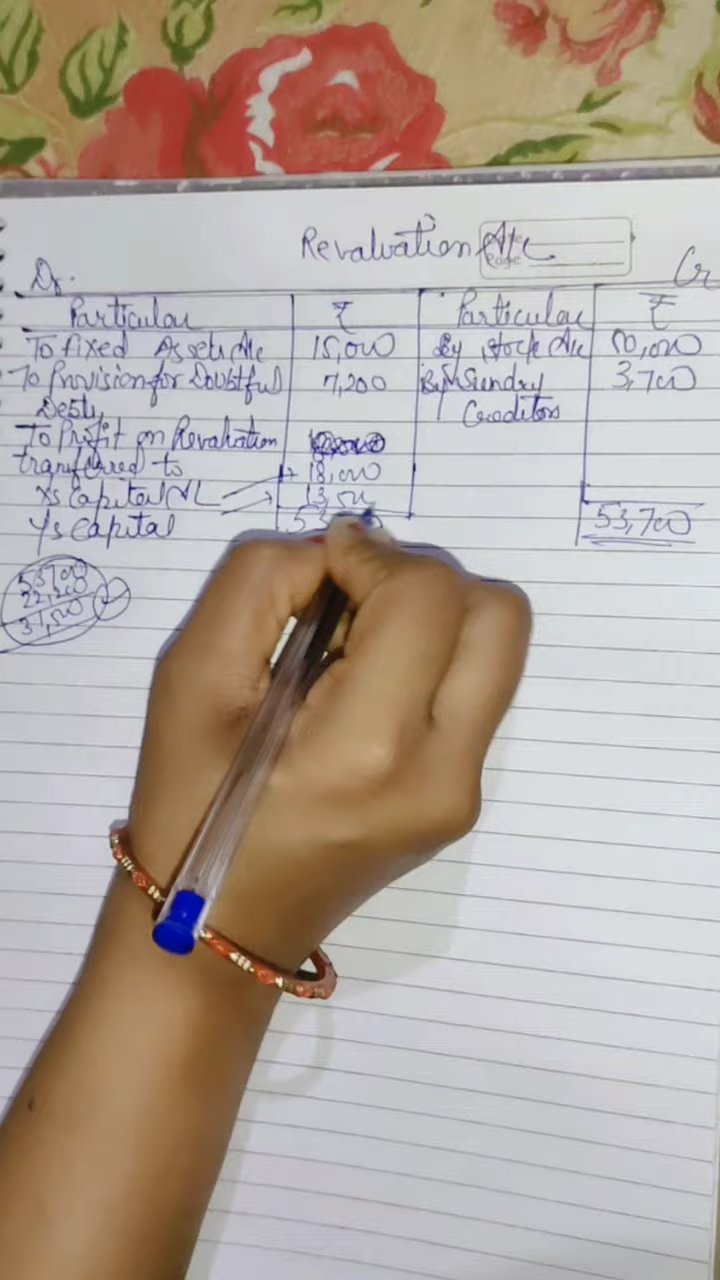 Revaluation A/c
Dr. Cr
Particular ₹ Particular ₹
To fixed Assets A/c 15,000 By stock A/c 50,000
To Provision for Doubtful 7,200 By Sundry 3,700
Debts Creditors
To Profit on Revaluation
transferred to 18,000
X's Capital A/c 13,500
Y's Capital 53,700
53700
22,200
31,500